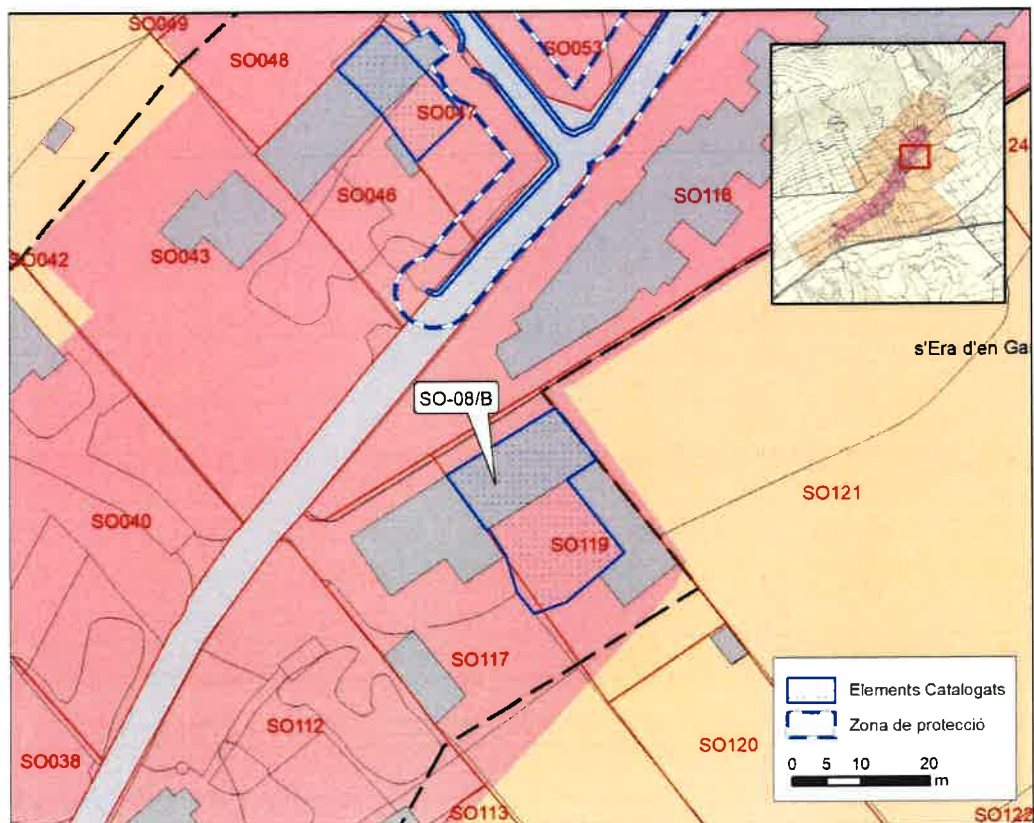 SO049
SO048
SO053
SO047
24
SO046
SO118
SO042
SO043
s'Era d'en Ga
SO-08/B
SO121
SO040
SO119
SO117
SO112
SO038
SO120
SO113
SO122
Elements Catalogats
Zona de protecció
0 5 10 20
m